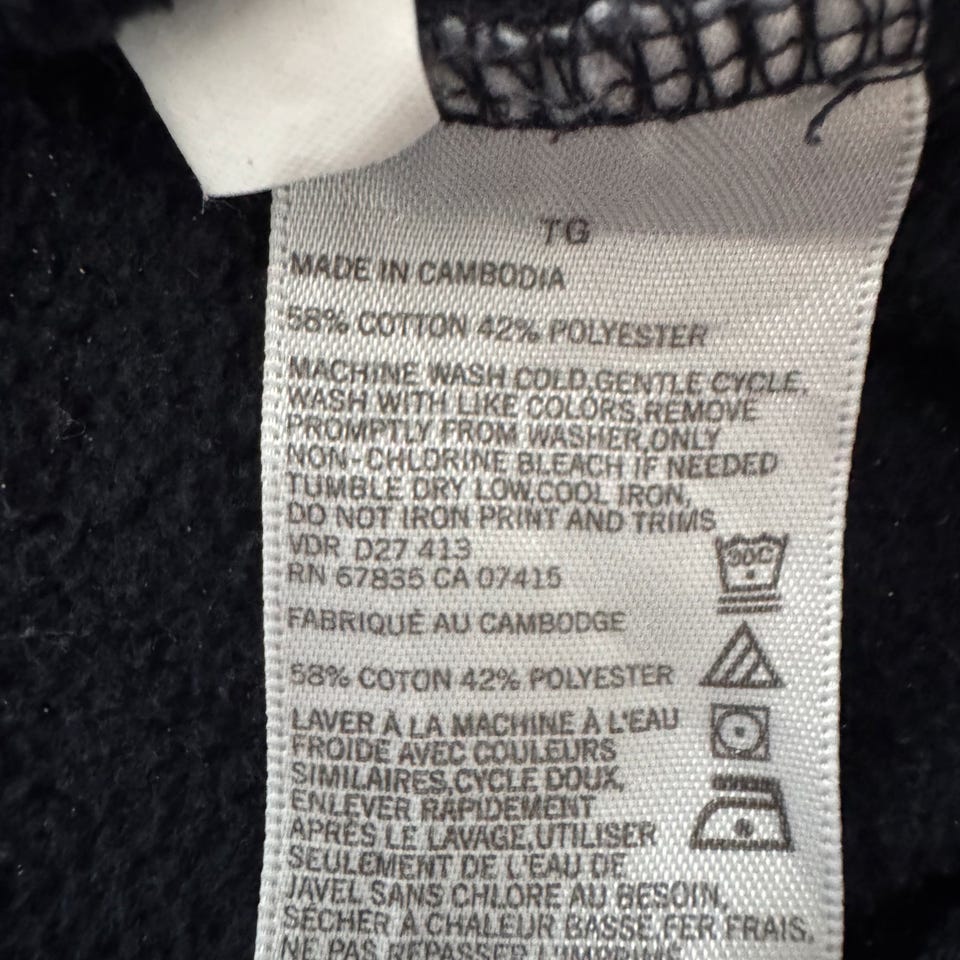 TG
MADE IN CAMBODIA
58% COTTON 42% POLYESTER
MACHINE WASH COLD,GENTLE CYCLE,
WASH WITH LIKE COLORS,REMOVE
PROMPTLY FROM WASHER,ONLY
NON-CHLORINE BLEACH IF NEEDED
TUMBLE DRY LOW,COOL IRON,
DO NOT IRON PRINT AND TRIMS
VDR D27 413
RN 67835 CA 07415
30C
FABRIQUÉ AU CAMBODGE
58% COTON 42% POLYESTER
LAVER À LA MACHINE À L'EAU
FROIDE AVEC COULEURS
SIMILAIRES,CYCLE DOUX,
ENLEVER RAPIDEMENT
APRÈS LE LAVAGE,UTILISER
SEULEMENT DE L'EAU DE
JAVEL SANS CHLORE AU BESOIN,
SÉCHER À CHALEUR BASSE,FER FRAIS,
NE PAS REPASSER